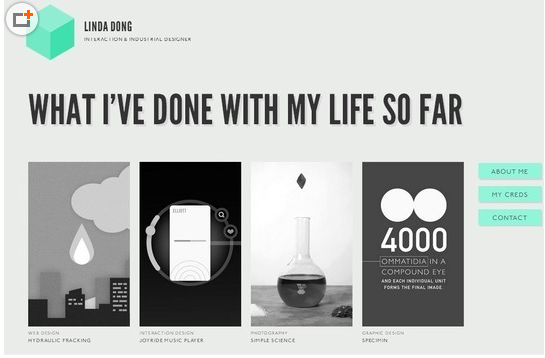 LINDA DONG
INTERACTION & INDUSTRIAL DESIGNER
WHAT I'VE DONE WITH MY LIFE SO FAR
ABOUT ME
MY CREDS
CONTACT
ELLIOTT
4000
OMMATIDIA IN A
COMPOUND EYE
AND EACH INDIVIDUAL UNIT
FORMS THE FINAL IMAGE.
WEB DESIGN
HYDRAULIC FRACKING
INTERACTION DESIGN
JOYRIDE MUSIC PLAYER
PHOTOGRAPHY
SIMPLE SCIENCE
GRAPHIC DESIGN
SPECIMIN